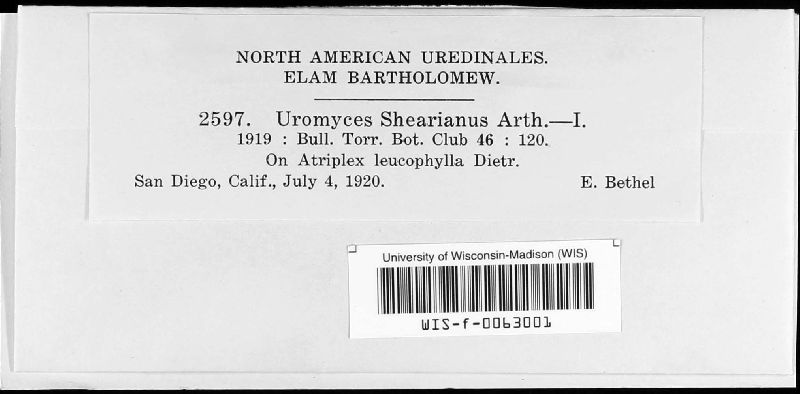 NORTH AMERICAN UREDINALES.
ELAM BARTHOLOMEW.
2597. Uromyces Shearianus Arth.—I.
1919 : Bull. Torr. Bot. Club 46 : 120.
On Atriplex leucophylla Dietr.
San Diego, Calif., July 4, 1920. E. Bethel
University of Wisconsin-Madison (WIS)
WIS-f-0063001